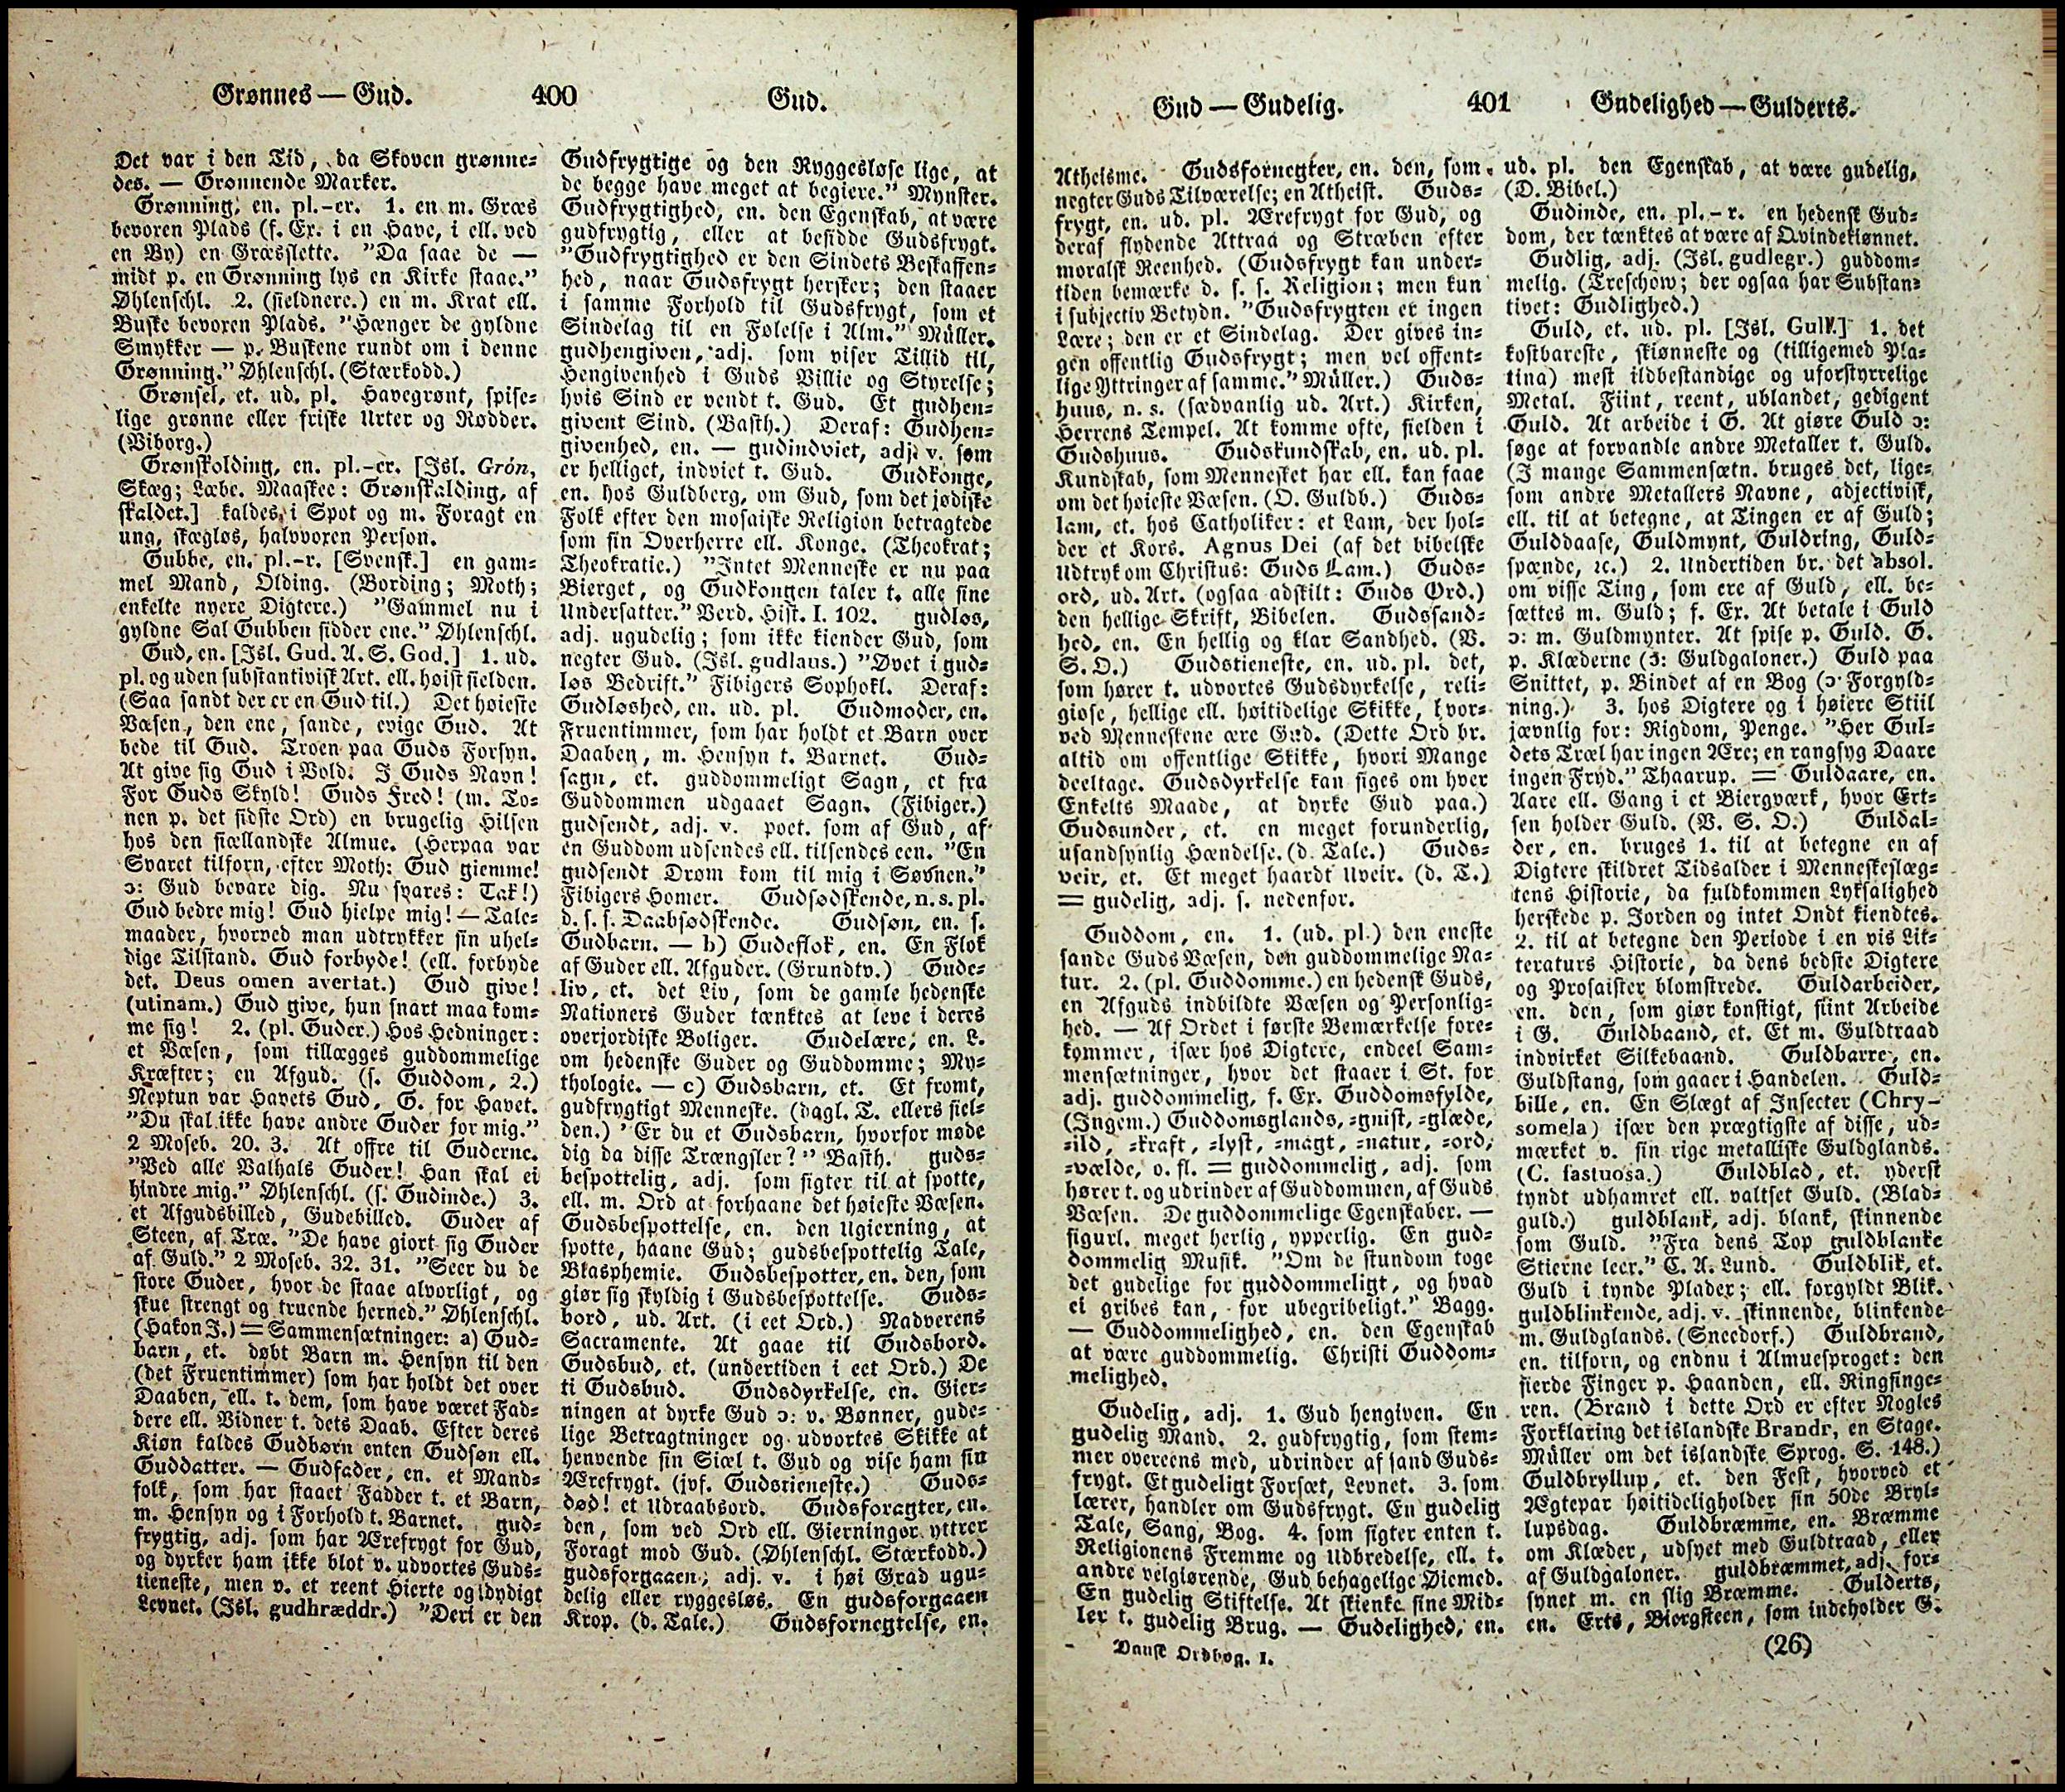 Grønnes — Gud.
400
Gud.
Det var i den Tid, da Skoven grønne-
des. — Grønnende Marker.
Grønning, en. pl.-er. 1. en m. Græs
bevoxen Plads (f. Ex. i en Have, i ell. ved
en By) en Græsslette. "Da saae de —
midt p. en Grønning lys en Kirke staae."
Øhlenschl. 2. (sieldnere.) en m. Krat ell.
Buske bevoxen Plads. "Hænger de gyldne
Smykker — p. Buskene rundt om i denne
Grønning." Øhlenschl. (Stærkodd.)
Grønsel, et. ud. pl. Havegrønt, spise-
lige grønne eller friske Urter og Rødder.
(Viborg.)
Grønskolding, en. pl.-er. [Isl. Grön,
Skæg; Læbe. Maaskee: Grønskalding, af
skaldet.] kaldes i Spot og m. Foragt en
ung, skægløs, halvvoxen Person.
Gubbe, en. pl.-r. [Svensk.] en gam-
mel Mand, Olding. (Bording; Moth;
enkelte nyere Digtere.) "Gammel nu i
gyldne Sal Gubben sidder ene." Øhlenschl.
Gud, en. [Isl. Gud. A. S. God.] 1. ud.
pl. og uden substantivisk Art. ell. høist sielden.
(Saa sandt der er en Gud til.) Det høieste
Væsen, den ene, sande, evige Gud. At
bede til Gud. Troen paa Guds Forsyn.
At give sig Gud i Vold. I Guds Navn!
For Guds Skyld! Guds Fred! (m. To-
nen p. det sidste Ord) en brugelig Hilsen
hos den siællandske Almue. (Herpaa var
Svaret tilforn, efter Moth: Gud giemme!
ɔ: Gud bevare dig. Nu svares: Tak!)
Gud bedre mig! Gud hielpe mig! — Tale-
maader, hvorved man udtrykker sin uhel-
dige Tilstand. Gud forbyde! (ell. forbyde
det. Deus omen avertat.) Gud give!
(utinam.) Gud give, hun snart maa kom-
me sig! 2. (pl. Guder.) Hos Hedninger:
et Væsen, som tillægges guddommelige
Kræfter; en Afgud. (s. Guddom, 2.)
Neptun var Havets Gud, G. for Havet.
"Du skal ikke have andre Guder for mig."
2 Moseb. 20. 3. At offre til Guderne.
"Ved alle Valhals Guder! Han skal ei
hindre mig." Øhlenschl. (s. Gudinde.) 3.
et Afgudsbilled, Gudebilled. Guder af
Steen, af Træ. "De have giort sig Guder
af Guld." 2 Moseb. 32. 31. "Seer du de
store Guder, hvor de staae alvorligt, og
skue strengt og truende herned." Øhlenschl.
(Hakon J.) = Sammensætninger: a) Gud-
barn, et. døbt Barn m. Hensyn til den
(det Fruentimmer) som har holdt det over
Daaben, ell. t. dem, som have været Fad-
dere ell. Vidner t. dets Daab. Efter deres
Kiøn kaldes Gudbørn enten Gudsøn ell.
Guddatter. — Gudfader, en. et Mand-
folk, som har staaet Fadder t. et Barn,
m. Hensyn og i Forhold t. Barnet. gud-
frygtig, adj. som har Ærefrygt for Gud,
og dyrker ham ikke blot v. udvortes Guds-
tieneste, men v. et reent Hierte og idydigt
Levnet. (Isl. gudhræddr.) "Deri er den
Gudfrygtige og den Ryggesløse lige, at
de begge have meget at begiere." Mynster.
Gudfrygtighed, en. den Egenskab, at være
gudfrygtig, eller at besidde Gudsfrygt.
"Gudfrygtighed er den Sindets Beskaffen-
hed, naar Gudsfrygt hersker; den staaer
i samme Forhold til Gudsfrygt, som et
Sindelag til en Følelse i Alm." Müller.
gudhengiven, adj. som viser Tillid til,
Hengivenhed i Guds Villie og Styrelse;
hvis Sind er vendt t. Gud. Et gudhen-
givent Sind. (Basth.) Deraf: Gudhen-
givenhed, en. — gudindviet, adj. v. som
er helliget, indviet t. Gud. Gudkonge,
en. hos Guldberg, om Gud, som det jødiske
Folk efter den mosaiske Religion betragtede
som sin Overherre ell. Konge. (Theokrat;
Theokratie.) "Intet Menneske er nu paa
Bierget, og Gudkongen taler t. alle sine
Undersatter." Verd. Hist. I. 102. gudløs,
adj. ugudelig; som ikke kiender Gud, som
negter Gud. (Isl. gudlaus.) "Øvet i gud-
løs Bedrift." Fibigers Sophokl. Deraf:
Gudløshed, en. ud. pl. Gudmoder, en.
Fruentimmer, som har holdt et Barn over
Daaben, m. Hensyn t. Barnet. Gud-
sagn, et. guddommeligt Sagn, et fra
Guddommen udgaaet Sagn. (Fibiger.)
gudsendt, adj. v. poet. som af Gud, af
en Guddom udsendes ell. tilsendes een. "En
gudsendt Drøm kom til mig i Søvnen."
Fibigers Homer. Gudsødskende, n. s. pl.
d. s. s. Daabsødskende. Gudsøn, en. s.
Gudbarn. — b) Gudeflok, en. En Flok
af Guder ell. Afguder. (Grundtv.) Gude-
liv, et. det Liv, som de gamle hedenske
Nationers Guder tænktes at leve i deres
overjordiske Boliger. Gudelære, en. L.
om hedenske Guder og Guddomme; My-
thologie. — c) Gudsbarn, et. Et fromt,
gudfrygtigt Menneske. (dagl. T. ellers siel-
den.) "Er du et Gudsbarn, hvorfor møde
dig da disse Trængsler?" Basth. guds-
bespottelig, adj. som sigter til at spotte,
ell. m. Ord at forhaane det høieste Væsen.
Gudsbespottelse, en. den Ugierning, at
spotte, haane Gud; gudsbespottelig Tale,
Blasphemie. Gudsbespotter, en. den, som
giør sig skyldig i Gudsbespottelse. Guds-
bord, ud. Art. (i eet Ord.) Nadverens
Sacramente. At gaae til Gudsbord.
Gudsbud, et. (undertiden i eet Ord.) De
ti Gudsbud. Gudsdyrkelse, en. Gier-
ningen at dyrke Gud ɔ: v. Bønner, gude-
lige Betragtninger og udvortes Skikke at
henvende sin Siæl t. Gud og vise ham sin
Ærefrygt. (jvf. Gudstieneste.) Guds-
død! et Udraabsord. Gudsforagter, en.
den, som ved Ord ell. Gierninger yttrer
Foragt mod Gud. (Øhlenschl. Stærkodd.)
gudsforgaaen, adj. v. i høi Grad ugu-
delig eller ryggesløs. En gudsforgaaen
Krop. (d. Tale.) Gudsfornegtelse, en.
Gud — Gudelig.
401
Gudelighed — Gulderts.
Atheisme. Gudsfornegter, en. den, som
negter Guds Tilværelse; en Atheist. Guds-
frygt, en. ud. pl. Ærefrygt for Gud, og
deraf flydende Attraa og Stræben efter
moralsk Reenhed. (Gudsfrygt kan under-
tiden bemærke d. s. s. Religion; men kun
i subjectiv Betydn. "Gudsfrygten er ingen
Lære; den er et Sindelag. Der gives in-
gen offentlig Gudsfrygt; men vel offent-
lige Yttringer af samme." Müller.) Guds-
huus, n. s. (sædvanlig ud. Art.) Kirken,
Herrens Tempel. At komme ofte, sielden i
Gudshuus. Gudskundskab, en. ud. pl.
Kundskab, som Mennesket har ell. kan faae
om det høieste Væsen. (O. Guldb.) Guds-
lam, et. hos Catholiker: et Lam, der hol-
der et Kors. Agnus Dei (af det bibelske
Udtryk om Christus: Guds Lam.) Guds-
ord, ud. Art. (ogsaa adskilt: Guds Ord.)
den hellige Skrift, Bibelen. Gudssand-
hed, en. En hellig og klar Sandhed. (V.
S. O.) Gudstieneste, en. ud. pl. det,
som hører t. udvortes Gudsdyrkelse, reli-
giøse, hellige ell. høitidelige Skikke, hvor-
ved Menneskene ære Gud. (Dette Ord br.
altid om offentlige Skikke, hvori Mange
deeltage. Gudsdyrkelse kan siges om hver
Enkelts Maade, at dyrke Gud paa.)
Gudsunder, et. en meget forunderlig,
usandsynlig Hændelse. (d. Tale.) Guds-
veir, et. Et meget haardt Uveir. (d. T.)
= gudelig, adj. s. nedenfor.
Guddom, en. 1. (ud. pl.) den eneste
sande Guds Væsen, den guddommelige Na-
tur. 2. (pl. Guddomme.) en hedensk Guds,
en Afguds indbildte Væsen og Personlig-
hed. — Af Ordet i første Bemærkelse fore-
kommer, især hos Digtere, endeel Sam-
mensætninger, hvor det staaer i St. for
adj. guddommelig, f. Ex. Guddomsfylde,
(Ingem.) Guddomsglands, -gnist, -glæde,
-ild, -kraft, -lyst, -magt, -natur, -ord,
-vælde, o. fl. = guddommelig, adj. som
hører t. og udrinder af Guddommen, af Guds
Væsen. De guddommelige Egenskaber. —
figurl. meget herlig, ypperlig. En gud-
dommelig Musik. "Om de stundom toge
det gudelige for guddommeligt, og hvad
ei gribes kan, for ubegribeligt." Bagg.
— Guddommelighed, en. den Egenskab
at være guddommelig. Christi Guddom-
melighed.
Gudelig, adj. 1. Gud hengiven. En
gudelig Mand. 2. gudfrygtig, som stem-
mer overeens med, udrinder af sand Guds-
frygt. Et gudeligt Forsæt, Levnet. 3. som
lærer, handler om Gudsfrygt. En gudelig
Tale, Sang, Bog. 4. som sigter enten t.
Religionens Fremme og Udbredelse, ell. t.
andre velgiørende, Gud behagelige Øiemed.
En gudelig Stiftelse. At skienke sine Mid-
ler t. gudelig Brug. — Gudelighed, en.
Dansk Ordbog. I.
ud. pl. den Egenskab, at være gudelig,
(D. Bibel.)
Gudinde, en. pl.-r. en hedensk Gud-
dom, der tænktes at være af Qvindekiønnet.
Gudlig, adj. (Isl. gudlegr.) guddom-
melig. (Treschow; der ogsaa har Substan-
tivet: Gudlighed.)
Guld, et. ud. pl. [Isl. Gull.] 1. det
kostbareste, skiønneste og (tilligemed Pla-
tina) mest ildbestandige og uforstyrrelige
Metal. Fiint, reent, ublandet, gedigent
Guld. At arbeide i G. At giøre Guld ɔ:
søge at forvandle andre Metaller t. Guld.
(I mange Sammensætn. bruges det, lige-
som andre Metallers Navne, adjectivisk,
ell. til at betegne, at Tingen er af Guld;
Gulddaase, Guldmynt, Guldring, Guld-
spænde, ꝛc.) 2. Undertiden br. det absol.
om visse Ting, som ere af Guld, ell. be-
sættes m. Guld; f. Ex. At betale i Guld
ɔ: m. Guldmynter. At spise p. Guld. G.
p. Klæderne (ɔ: Guldgaloner.) Guld paa
Snittet, p. Bindet af en Bog (ɔ: Forgyld-
ning.) 3. hos Digtere og i høiere Stiil
jævnlig for: Rigdom, Penge. "Her Gul-
dets Træl har ingen Ære; en rangsyg Daare
ingen Fryd." Thaarup. = Guldaare, en.
Aare ell. Gang i et Biergværk, hvor Ert-
sen holder Guld. (V. S. O.) Guldal-
der, en. bruges 1. til at betegne en af
Digtere skildret Tidsalder i Menneskeslæg-
tens Historie, da fuldkommen Lyksalighed
herskede p. Jorden og intet Ondt kiendtes.
2. til at betegne den Periode i en vis Lit-
teraturs Historie, da dens bedste Digtere
og Prosaister blomstrede. Guldarbeider,
en. den, som giør konstigt, fiint Arbeide
i G. Guldbaand, et. Et m. Guldtraad
indvirket Silkebaand. Guldbarre, en.
Guldstang, som gaaer i Handelen. Guld-
bille, en. En Slægt af Insecter (Chry-
somela) især den prægtigste af disse, ud-
mærket v. sin rige metalliske Guldglands.
(C. fastuosa.) Guldblad, et. yderst
tyndt udhamret ell. valtset Guld. (Blad-
guld.) guldblank, adj. blank, skinnende
som Guld. "Fra dens Top guldblanke
Stierne leer." C. A. Lund. Guldblik, et.
Guld i tynde Plader; ell. forgyldt Blik.
guldblinkende, adj. v. skinnende, blinkende
m. Guldglands. (Sneedorf.) Guldbrand,
en. tilforn, og endnu i Almuesproget: den
fierde Finger p. Haanden, ell. Ringfinge-
ren. (Brand i dette Ord er efter Nogles
Forklaring det islandske Brandr, en Stage.
Müller om det islandske Sprog. S. 148.)
Guldbryllup, et. den Fest, hvorved et
Ægtepar høitideligholder sin 50de Bryl-
lupsdag. Guldbræmme, en. Bræmme
om Klæder, udsyet med Guldtraad, eller
af Guldgaloner. guldbræmmet, adj. for-
synet m. en slig Bræmme. Gulderts,
en. Erts, Biergsteen, som indeholder G.
(26)